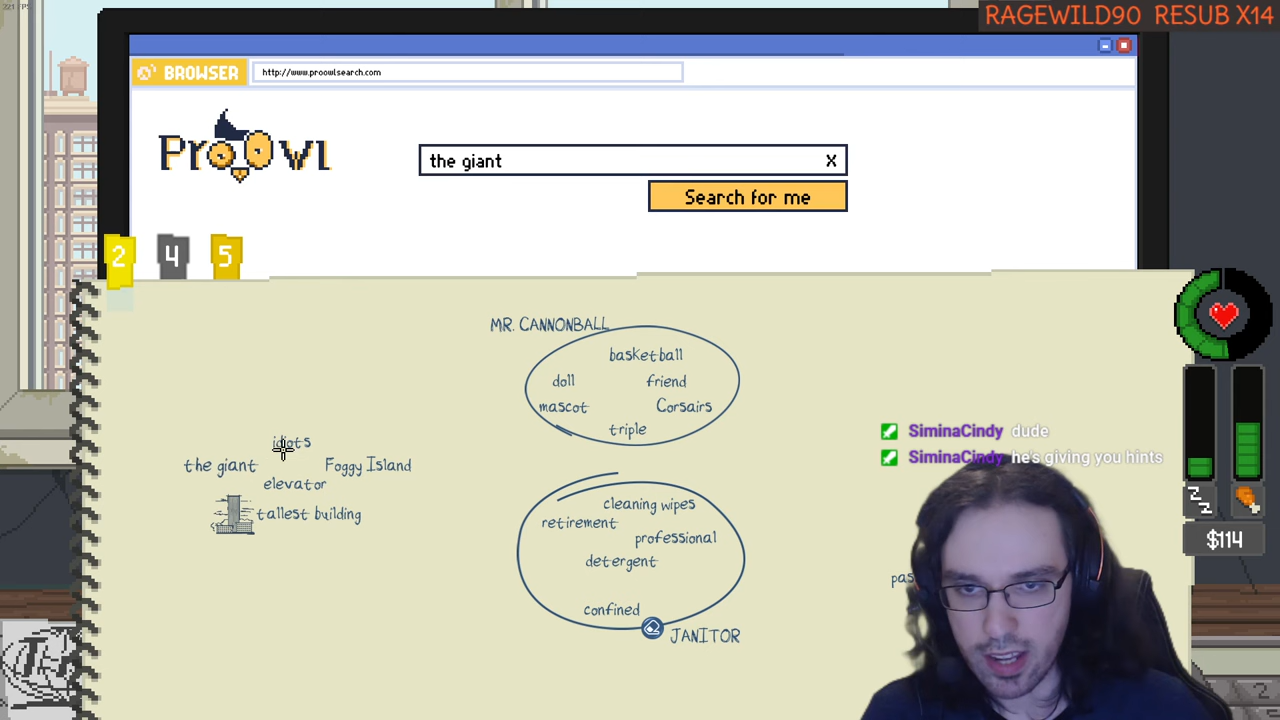 RAGEWILD90 RESUB X14
BROWSER
http://www.proowlsearch.com
PrOOwl
the giant X
Search for me
2 4 5
MR. CANNONBALL
basketball
doll friend
mascot Corsairs
triple
idiots
the giant Foggy Island
elevator
tallest building
SiminaCindy dude
SiminaCindy he's giving you hints
cleaning wipes
retirement
professional
detergent
confined
JANITOR
$114